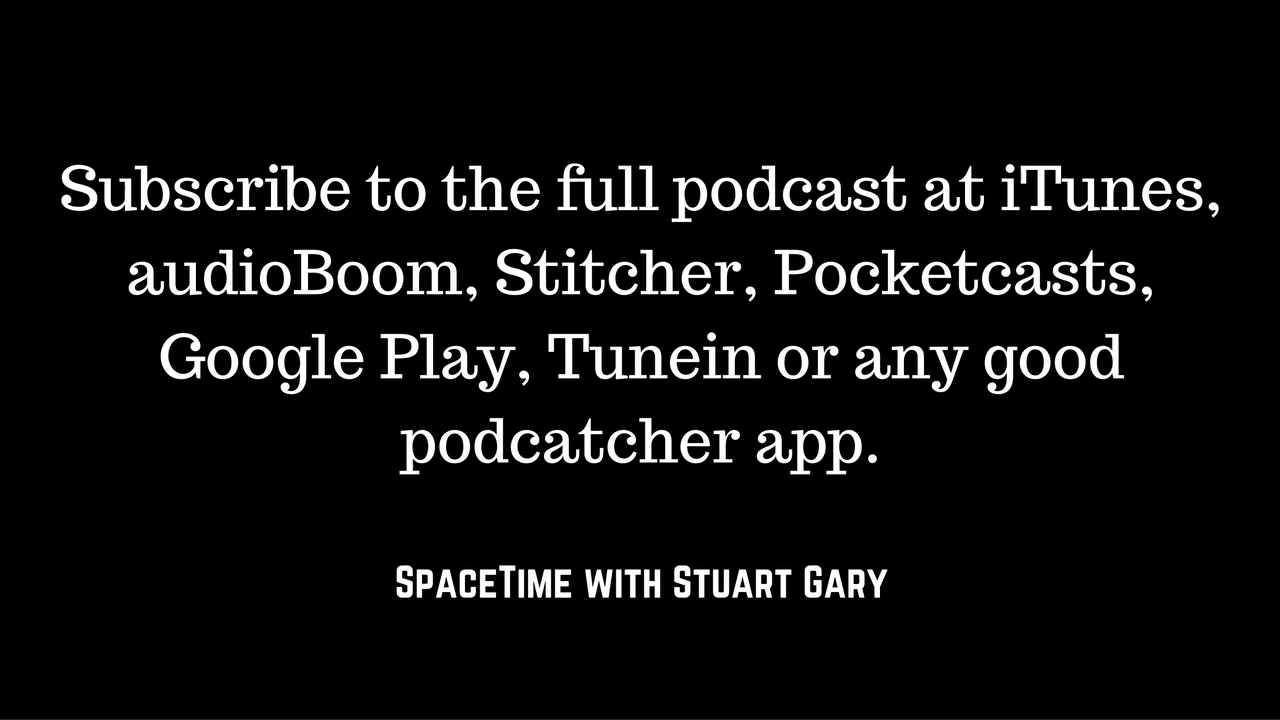 Subscribe to the full podcast at iTunes,
audioBoom, Stitcher, Pocketcasts,
Google Play, Tunein or any good
podcatcher app.
SpaceTime with Stuart Gary